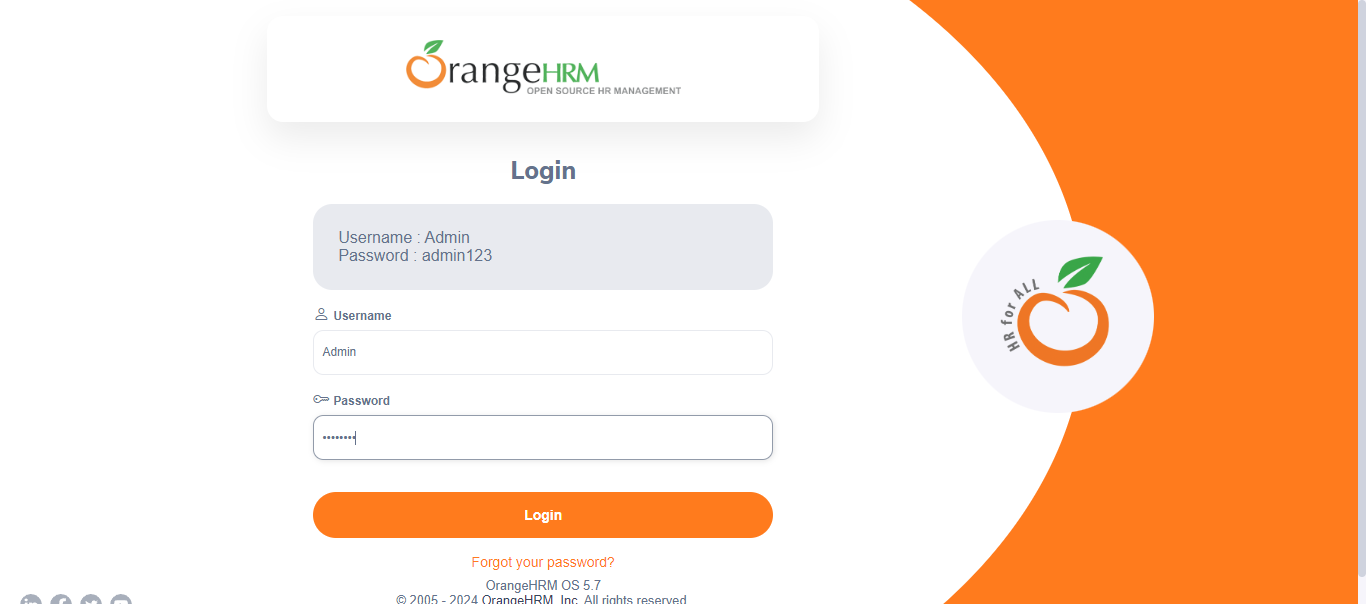 OrangeHRM
OPEN SOURCE HR MANAGEMENT
Login
Username : Admin
Password : admin123
Username
Admin
Password
••••••••
Login
Forgot your password?
OrangeHRM OS 5.7
© 2005 - 2024 OrangeHRM, Inc. All rights reserved
HR for ALL